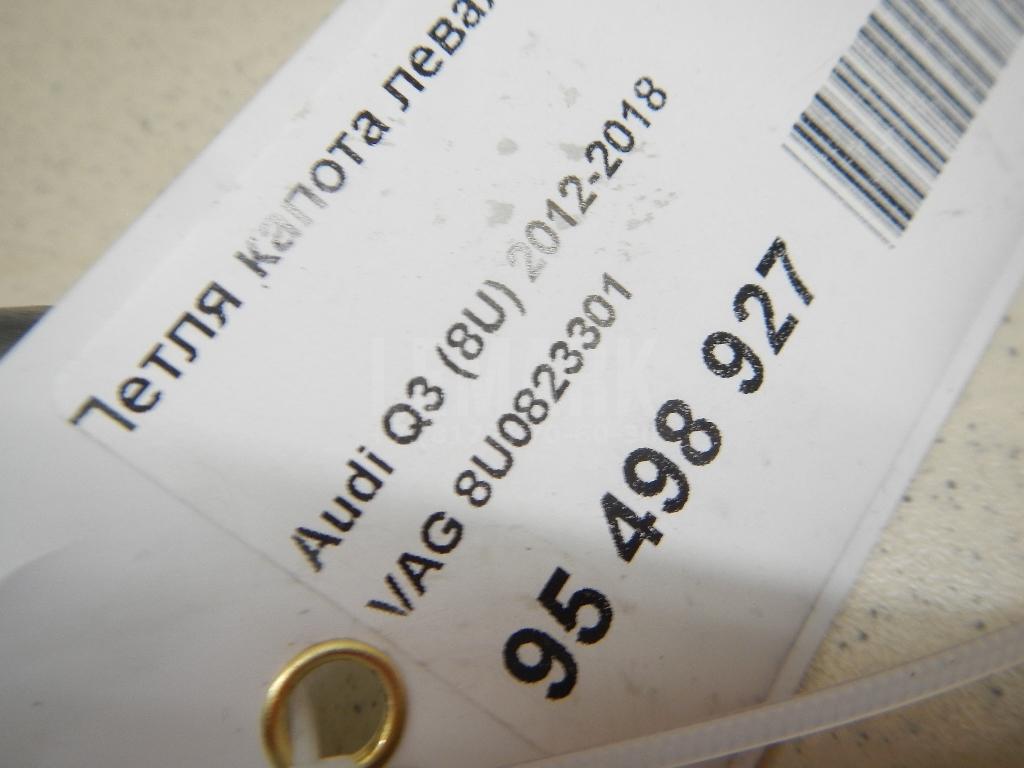 Петля капота левая
Audi Q3 (8U) 2012-2018
VAG 8U0823301
95 498 927